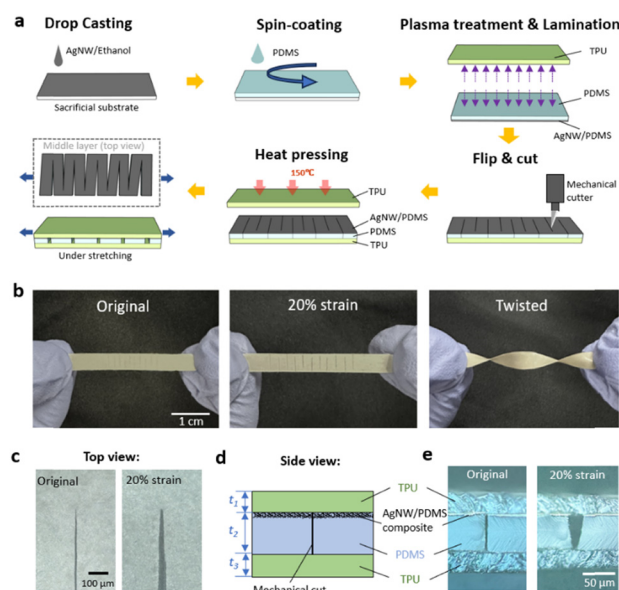 a
Drop Casting
Spin-coating
Plasma treatment & Lamination
AgNW/Ethanol
Sacrificial substrate
PDMS
TPU
PDMS
AgNW/PDMS
Middle layer (top view)
Under stretching
Heat pressing
150℃
TPU
AgNW/PDMS
PDMS
TPU
Flip & cut
Mechanical
cutter
b
Original
20% strain
Twisted
1 cm
c
Top view:
Original
20% strain
100 μm
d
Side view:
t₁
t₂
t₃
TPU
AgNW/PDMS
composite
PDMS
TPU
e
Original
20% strain
50 μm